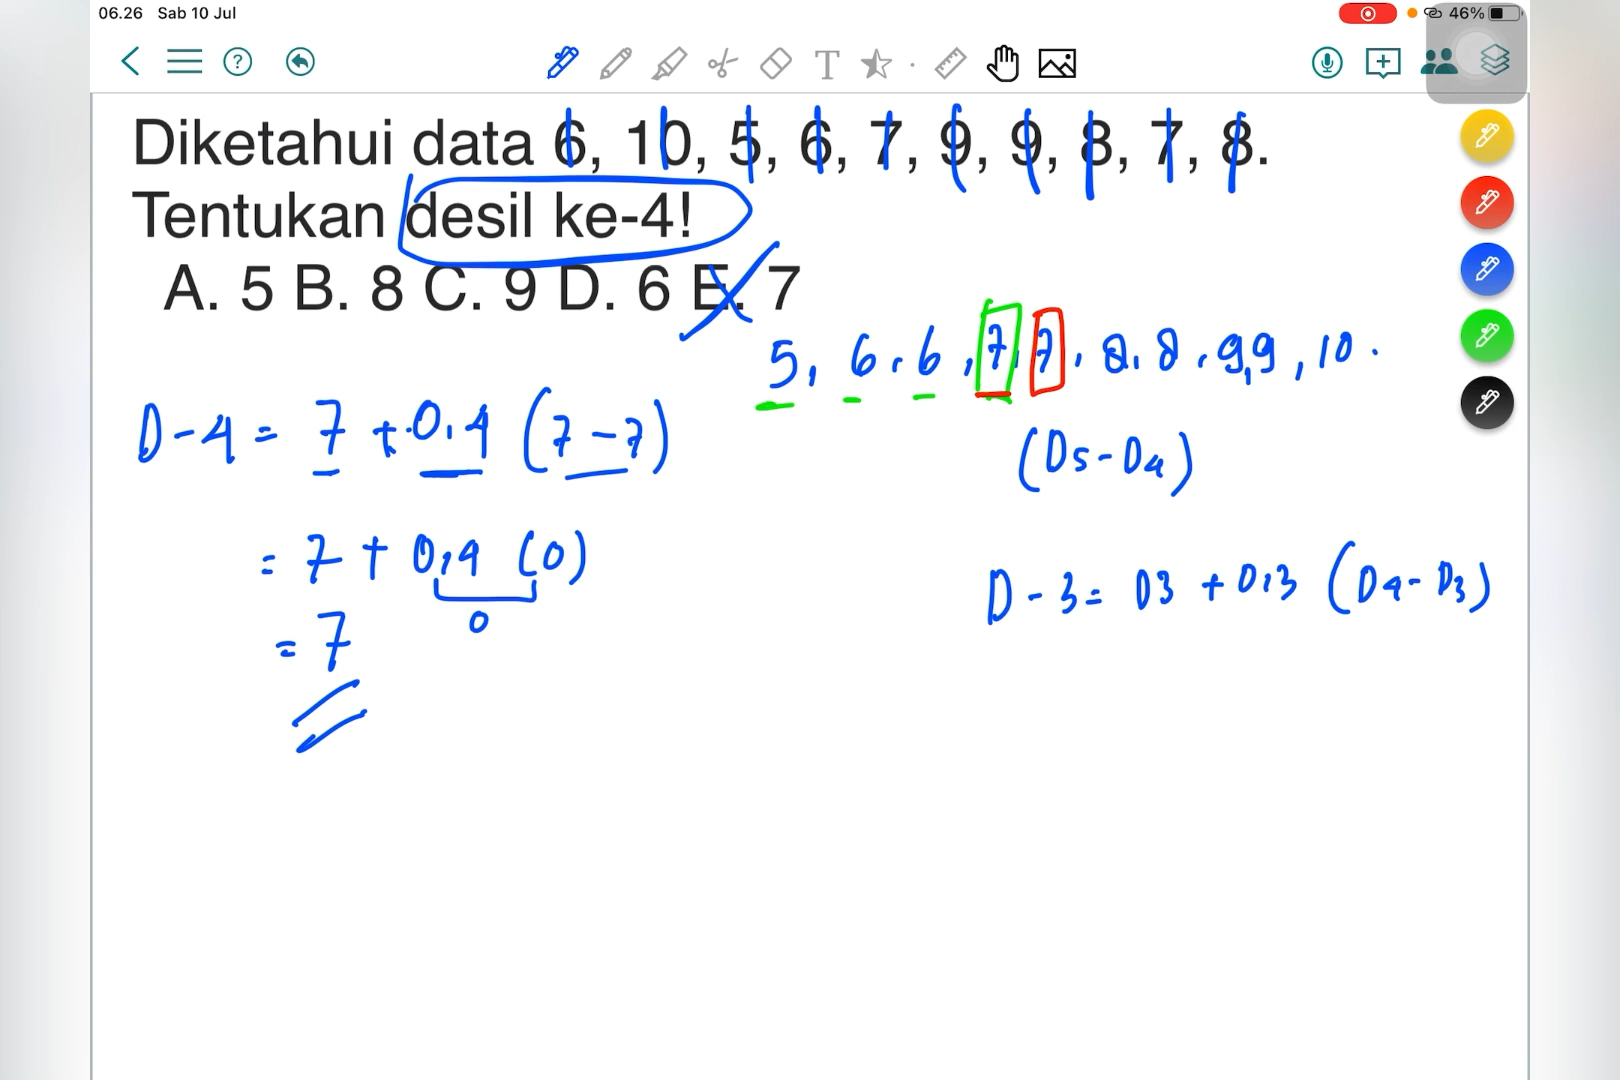 06.26 Sab 10 Jul
46%
Diketahui data 6, 10, 5, 6, 7, 9, 9, 8, 7, 8.
Tentukan desil ke-4!
A. 5 B. 8 C. 9 D. 6 E. 7
5, 6, 6, 7, 7, 8, 8, 9, 9, 10.
D-4 = 7 + 0,4 (7-7)
(D5-D4)
= 7 + 0,4 (0)
0
D-3 = D3 + 0,3 (D4-D3)
= 7